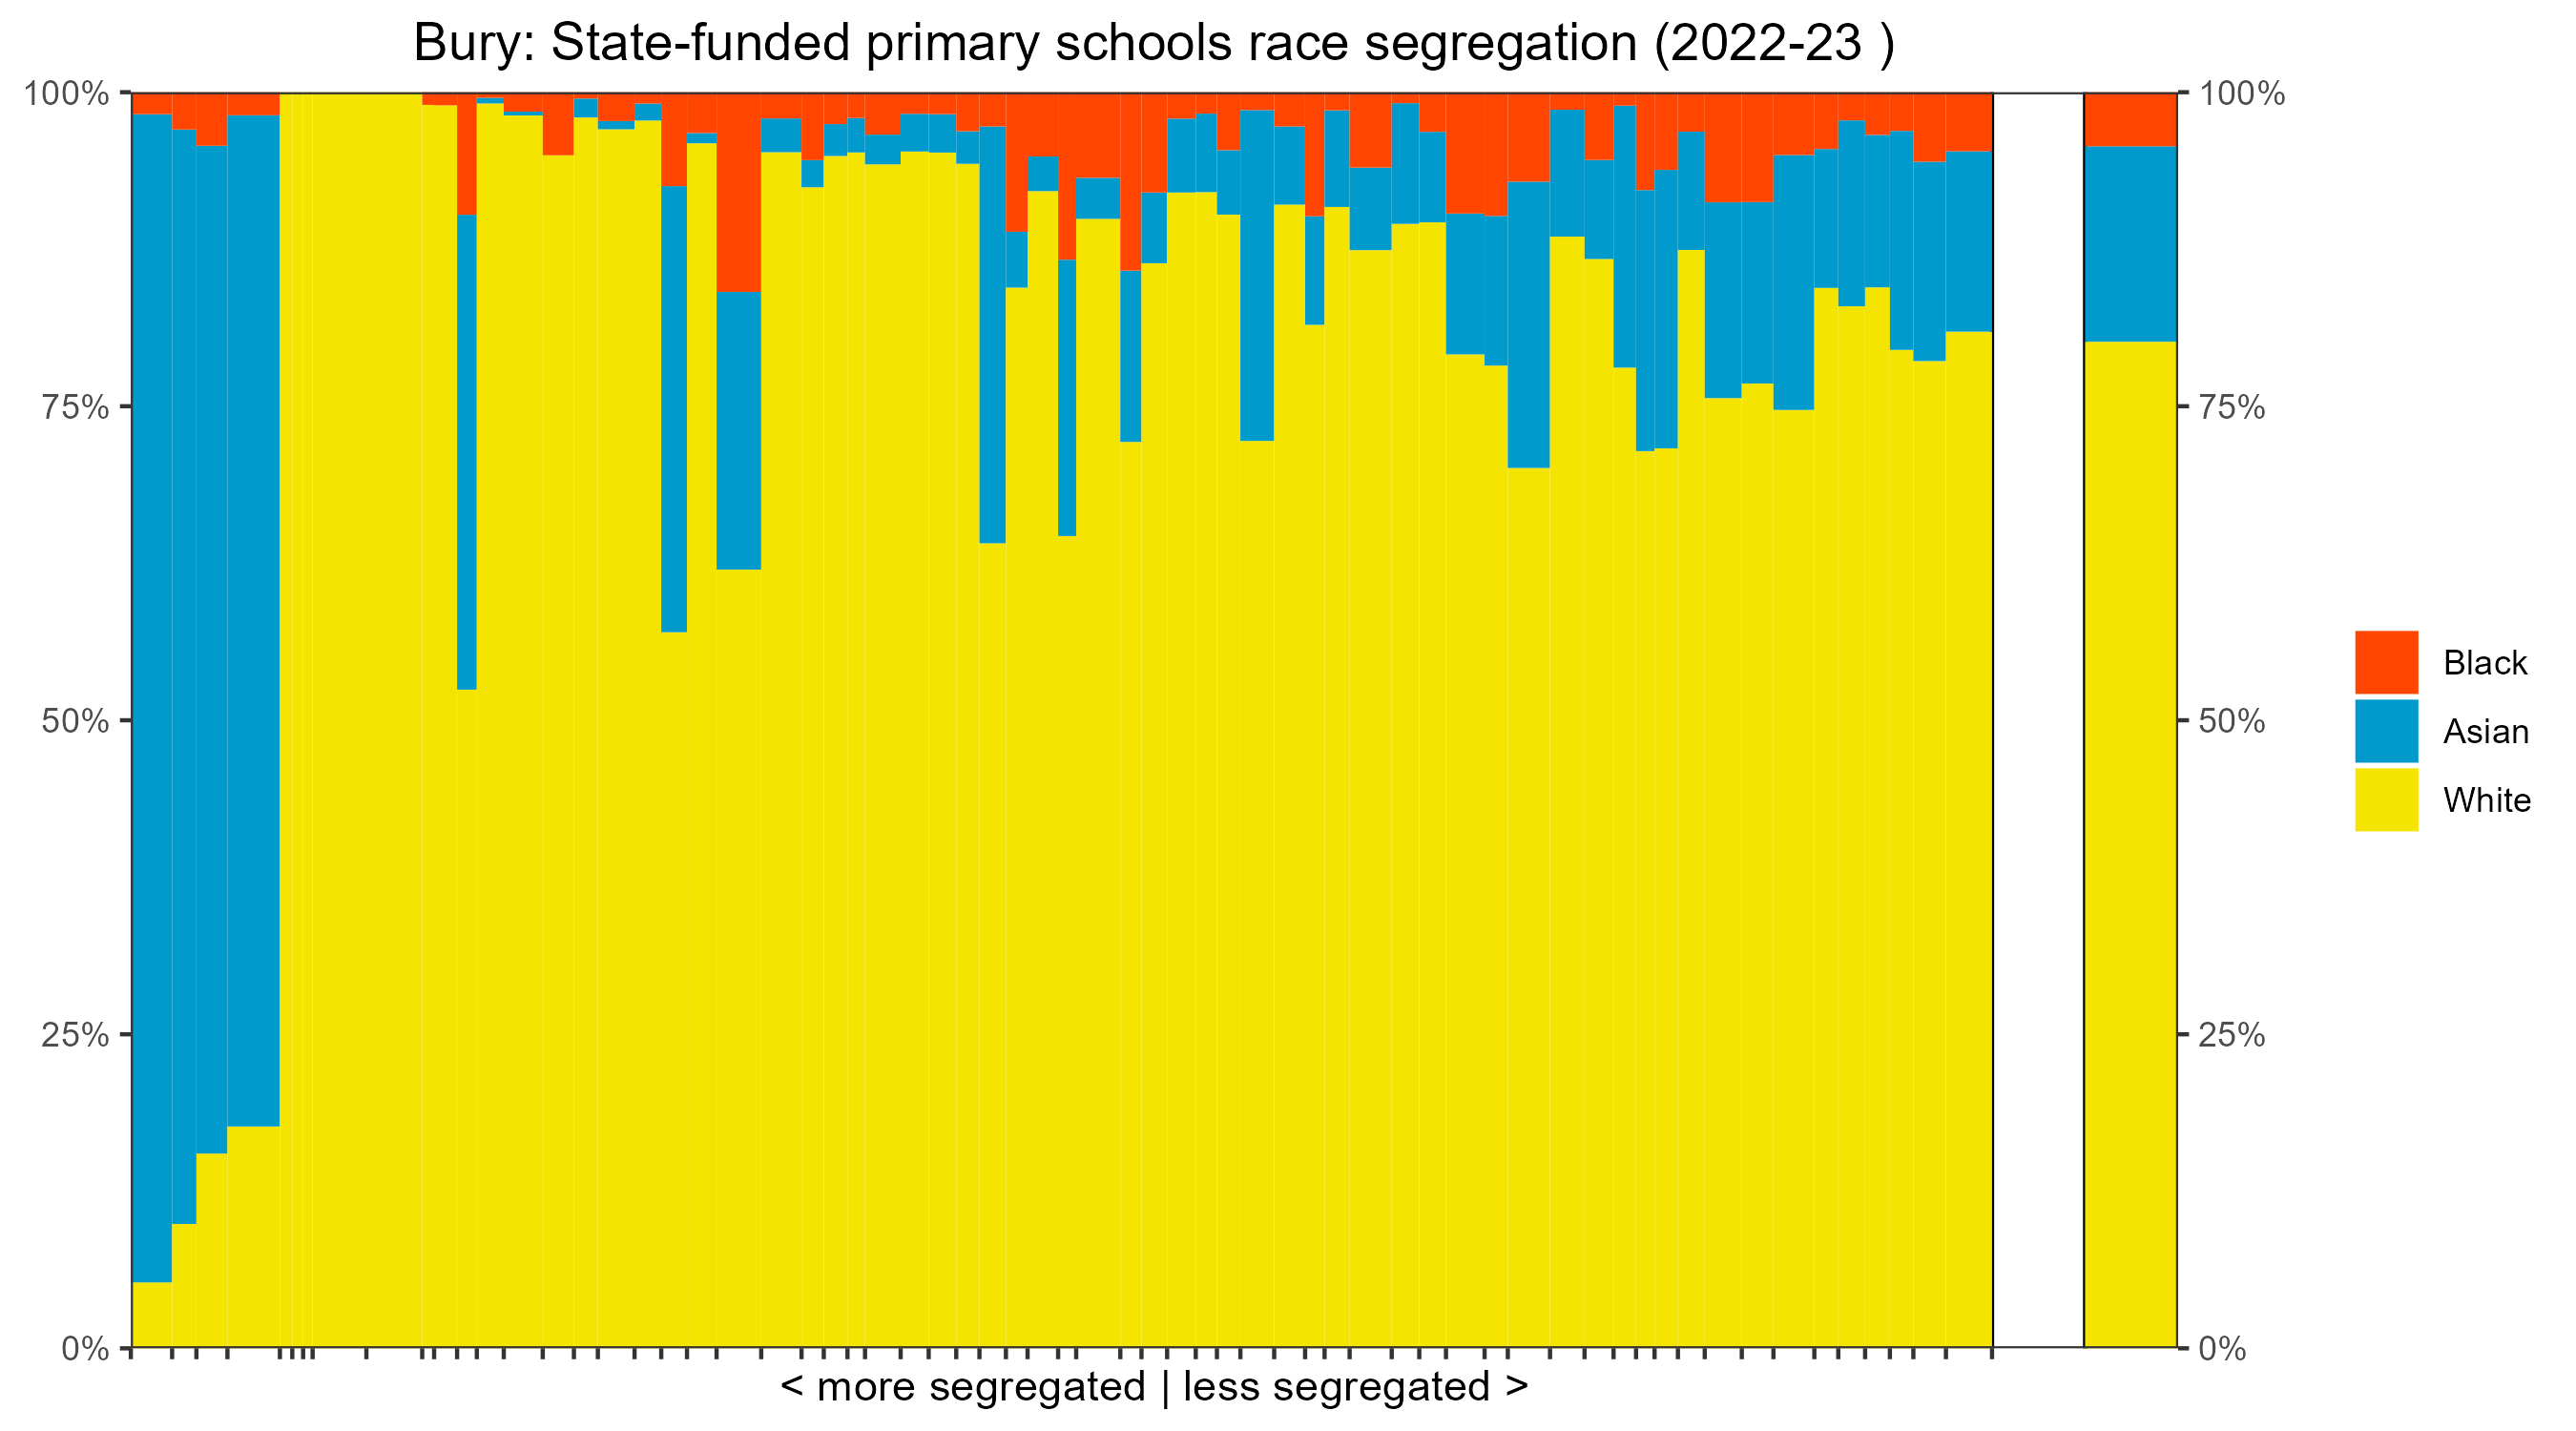 Bury: State-funded primary schools race segregation (2022-23 )
100%
75%
50%
25%
0%
100%
75%
50%
25%
0%
Black
Asian
White
< more segregated | less segregated >